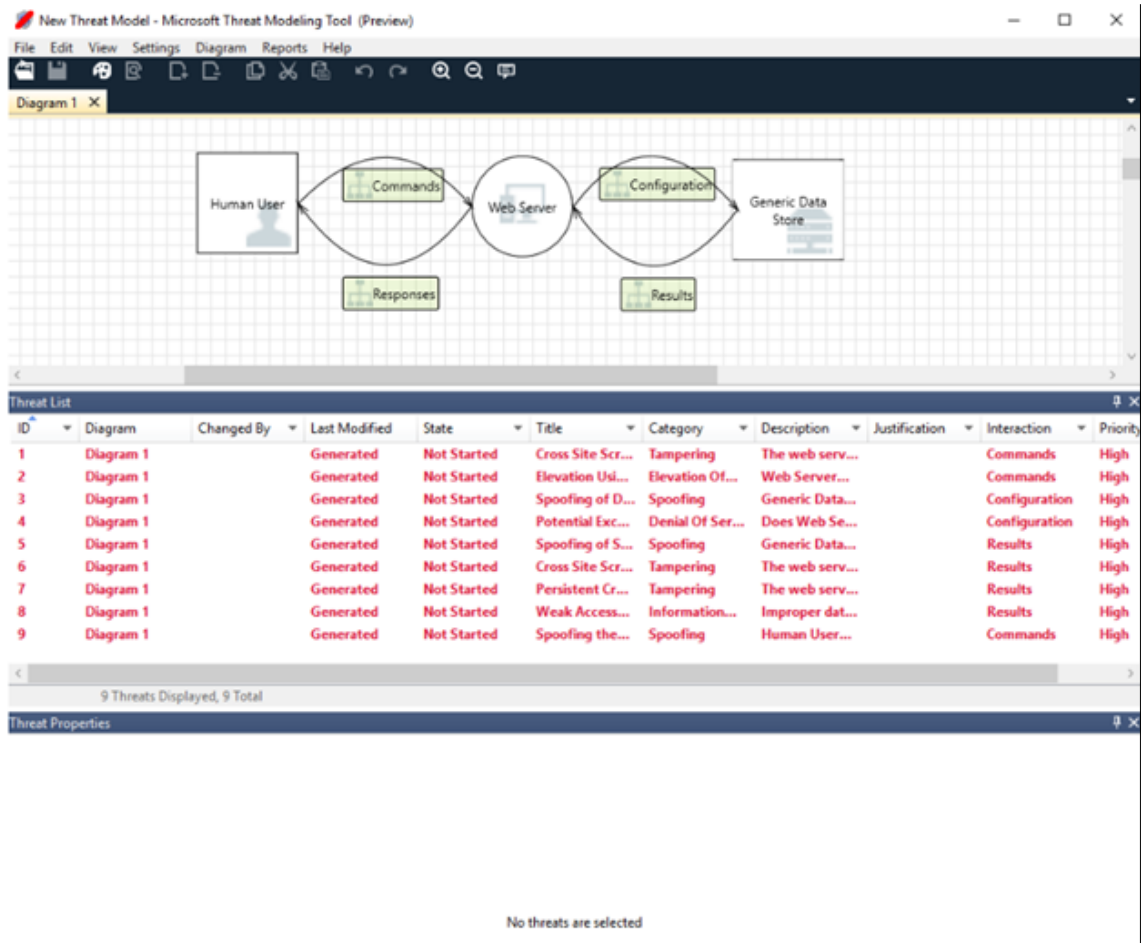 New Threat Model - Microsoft Threat Modeling Tool (Preview)
File Edit View Settings Diagram Reports Help
Diagram 1
Human User
Commands
Web Server
Configuration
Generic Data
Store
Responses
Results
Threat List
ID Diagram Changed By Last Modified State Title Category Description Justification Interaction Priority
1 Diagram 1 Generated Not Started Cross Site Scr... Tampering The web serv... Commands High
2 Diagram 1 Generated Not Started Elevation Usi... Elevation Of... Web Server... Commands High
3 Diagram 1 Generated Not Started Spoofing of D... Spoofing Generic Data... Configuration High
4 Diagram 1 Generated Not Started Potential Exc... Denial Of Ser... Does Web Se... Configuration High
5 Diagram 1 Generated Not Started Spoofing of S... Spoofing Generic Data... Results High
6 Diagram 1 Generated Not Started Cross Site Scr... Tampering The web serv... Results High
7 Diagram 1 Generated Not Started Persistent Cr... Tampering The web serv... Results High
8 Diagram 1 Generated Not Started Weak Access... Information... Improper dat... Results High
9 Diagram 1 Generated Not Started Spoofing the... Spoofing Human User... Commands High
9 Threats Displayed, 9 Total
Threat Properties
No threats are selected